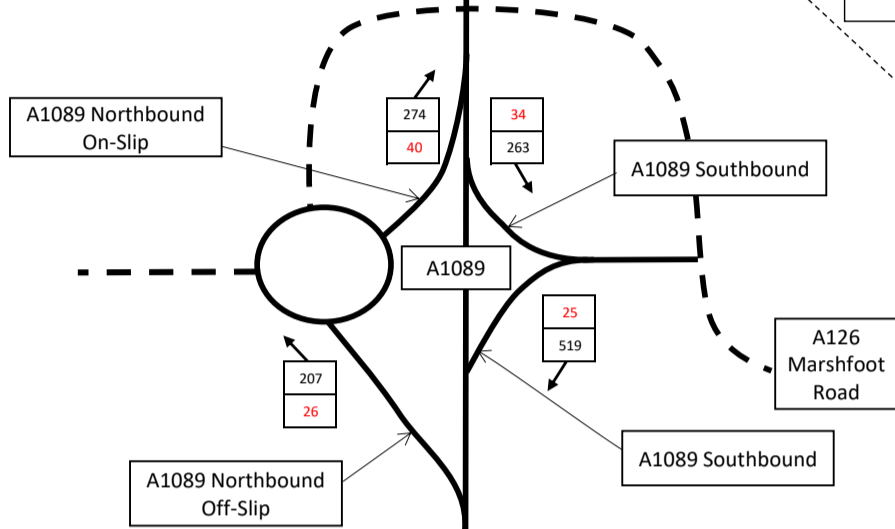 A1089 Northbound
On-Slip
274
40
34
263
A1089 Southbound
A1089
25
519
207
26
A126
Marshfoot
Road
A1089 Southbound
A1089 Northbound
Off-Slip